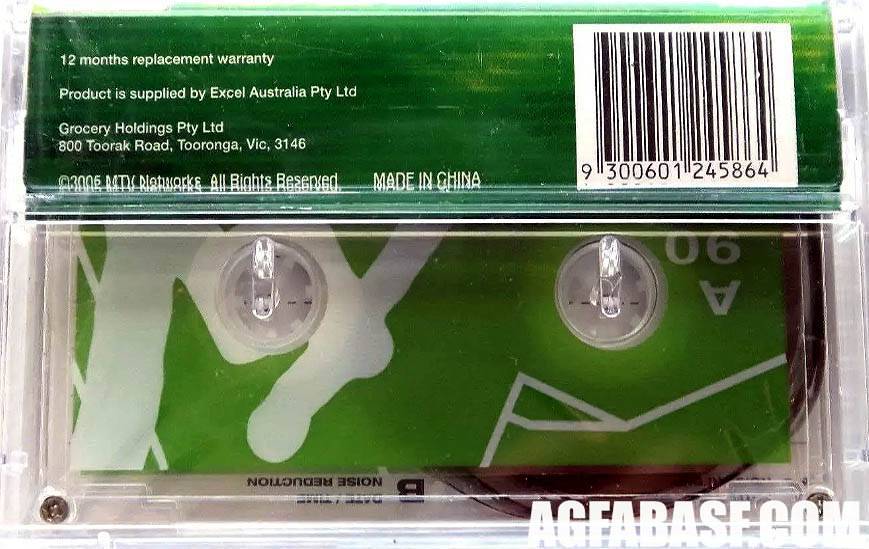 12 months replacement warranty
Product is supplied by Excel Australia Pty Ltd
Grocery Holdings Pty Ltd
800 Toorak Road, Tooronga, Vic, 3146
©2006 MTV Networks. All Rights Reserved. MADE IN CHINA
9 300601 245864
90
A
B
NOISE REDUCTION
DATE / TIME
AGFABASE.COM